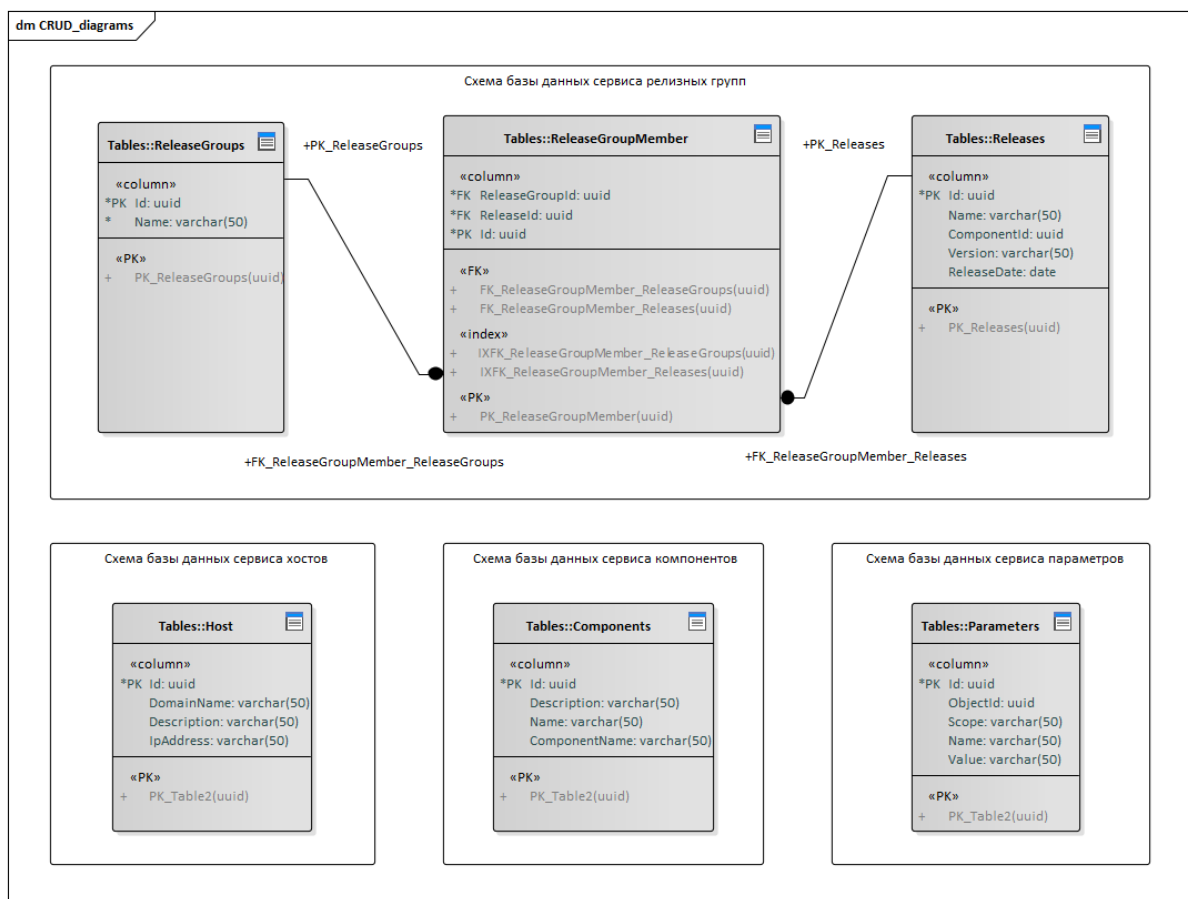 dm CRUD_diagrams
Схема базы данных сервиса релизных групп
Tables::ReleaseGroups
«column»
*PK Id: uuid
* Name: varchar(50)
«PK»
+ PK_ReleaseGroups(uuid)
+PK_ReleaseGroups
Tables::ReleaseGroupMember
«column»
*FK ReleaseGroupId: uuid
*FK ReleaseId: uuid
*PK Id: uuid
«FK»
+ FK_ReleaseGroupMember_ReleaseGroups(uuid)
+ FK_ReleaseGroupMember_Releases(uuid)
«index»
+ IXFK_ReleaseGroupMember_ReleaseGroups(uuid)
+ IXFK_ReleaseGroupMember_Releases(uuid)
«PK»
+ PK_ReleaseGroupMember(uuid)
+PK_Releases
Tables::Releases
«column»
*PK Id: uuid
Name: varchar(50)
ComponentId: uuid
Version: varchar(50)
ReleaseDate: date
«PK»
+ PK_Releases(uuid)
+FK_ReleaseGroupMember_ReleaseGroups
+FK_ReleaseGroupMember_Releases
Схема базы данных сервиса хостов
Tables::Host
«column»
*PK Id: uuid
DomainName: varchar(50)
Description: varchar(50)
IpAddress: varchar(50)
«PK»
+ PK_Table2(uuid)
Схема базы данных сервиса компонентов
Tables::Components
«column»
*PK Id: uuid
Description: varchar(50)
Name: varchar(50)
ComponentName: varchar(50)
«PK»
+ PK_Table2(uuid)
Схема базы данных сервиса параметров
Tables::Parameters
«column»
*PK Id: uuid
ObjectId: uuid
Scope: varchar(50)
Name: varchar(50)
Value: varchar(50)
«PK»
+ PK_Table2(uuid)